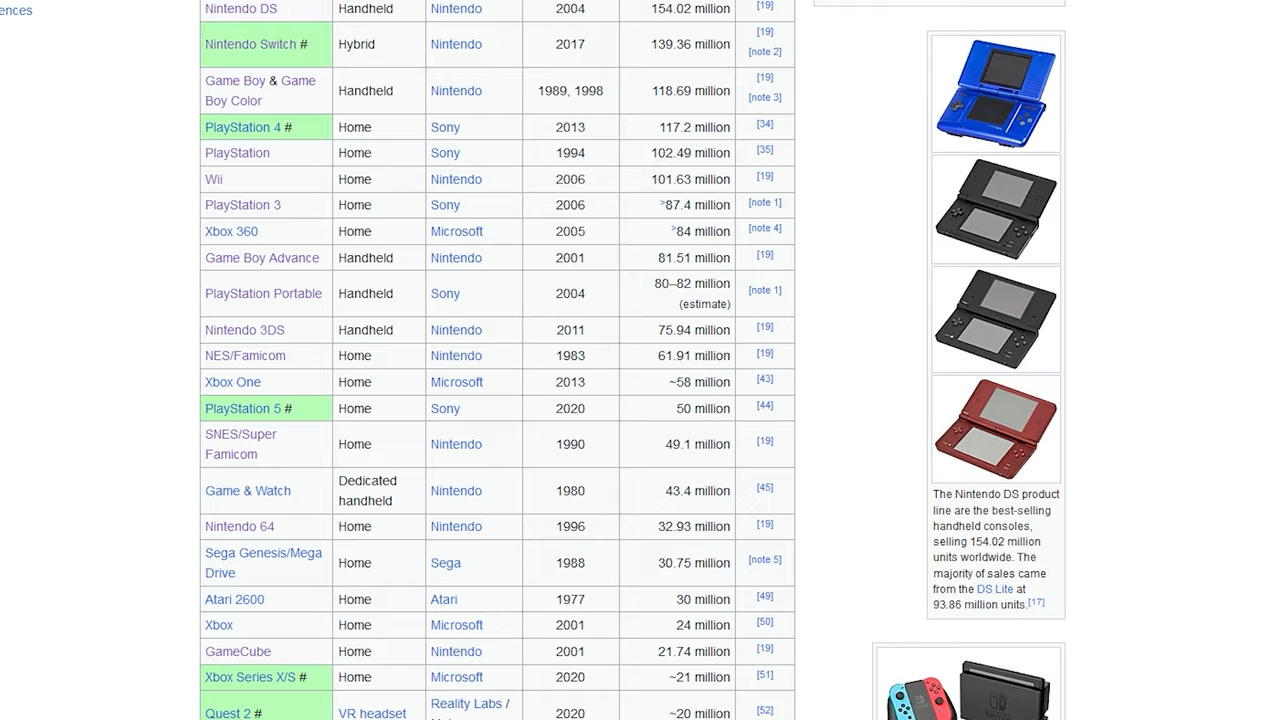 ences
Nintendo DS Handheld Nintendo 2004 154.02 million [19]
Nintendo Switch # Hybrid Nintendo 2017 139.36 million [19]
[note 2]
Game Boy & Game
Boy Color Handheld Nintendo 1989, 1998 118.69 million [19]
[note 3]
PlayStation 4 # Home Sony 2013 117.2 million [34]
PlayStation Home Sony 1994 102.49 million [35]
Wii Home Nintendo 2006 101.63 million [19]
PlayStation 3 Home Sony 2006 >87.4 million [note 1]
Xbox 360 Home Microsoft 2005 >84 million [note 4]
Game Boy Advance Handheld Nintendo 2001 81.51 million [19]
PlayStation Portable Handheld Sony 2004 80–82 million
(estimate) [note 1]
Nintendo 3DS Handheld Nintendo 2011 75.94 million [19]
NES/Famicom Home Nintendo 1983 61.91 million [19]
Xbox One Home Microsoft 2013 ~58 million [43]
PlayStation 5 # Home Sony 2020 50 million [44]
SNES/Super
Famicom Home Nintendo 1990 49.1 million [19]
Game & Watch Dedicated
handheld Nintendo 1980 43.4 million [45]
Nintendo 64 Home Nintendo 1996 32.93 million [19]
Sega Genesis/Mega
Drive Home Sega 1988 30.75 million [note 5]
Atari 2600 Home Atari 1977 30 million [49]
Xbox Home Microsoft 2001 24 million [50]
GameCube Home Nintendo 2001 21.74 million [19]
Xbox Series X/S # Home Microsoft 2020 ~21 million [51]
Quest 2 # VR headset Reality Labs / 2020 ~20 million [52]
The Nintendo DS product
line are the best-selling
handheld consoles,
selling 154.02 million
units worldwide. The
majority of sales came
from the DS Lite at
93.86 million units.[17]